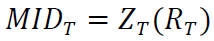 MID_T = Z_T(R_T)